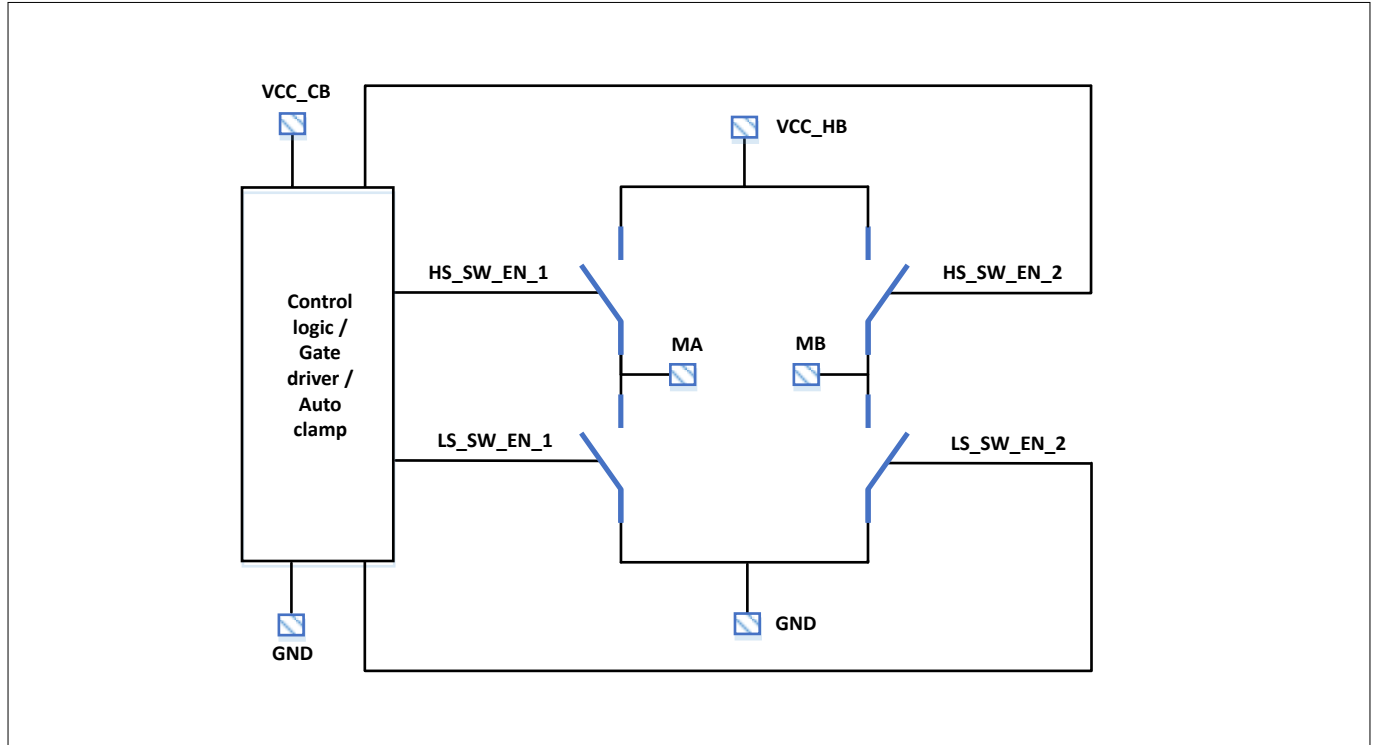 VCC_CB
VCC_HB
HS_SW_EN_1
HS_SW_EN_2
Control
logic /
Gate
driver /
Auto
clamp
MA
MB
LS_SW_EN_1
LS_SW_EN_2
GND
GND